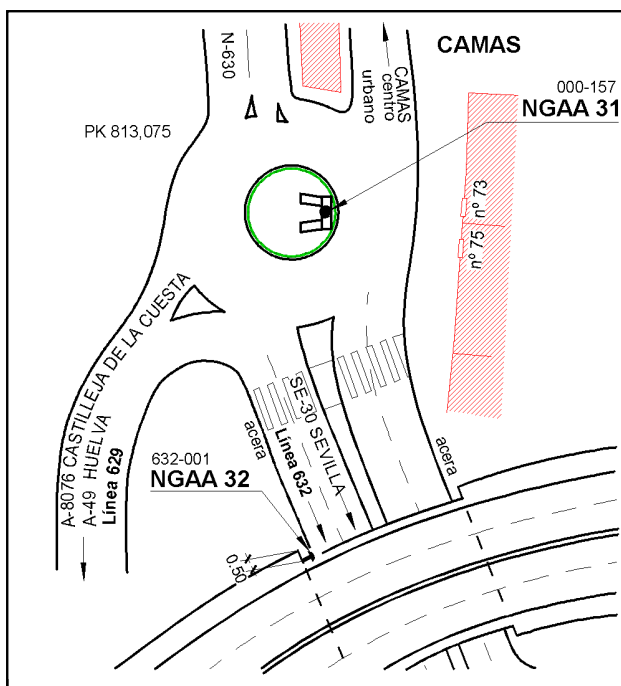 CAMAS
N-630
CAMAS
centro
urbano
000-157
NGAA 31
PK 813,075
nº 73
nº 75
A-8076 CASTILLEJA DE LA CUESTA
A-49 HUELVA
Línea 629
acera
SE-30 SEVILLA
Línea 632
acera
632-001
NGAA 32
0.50